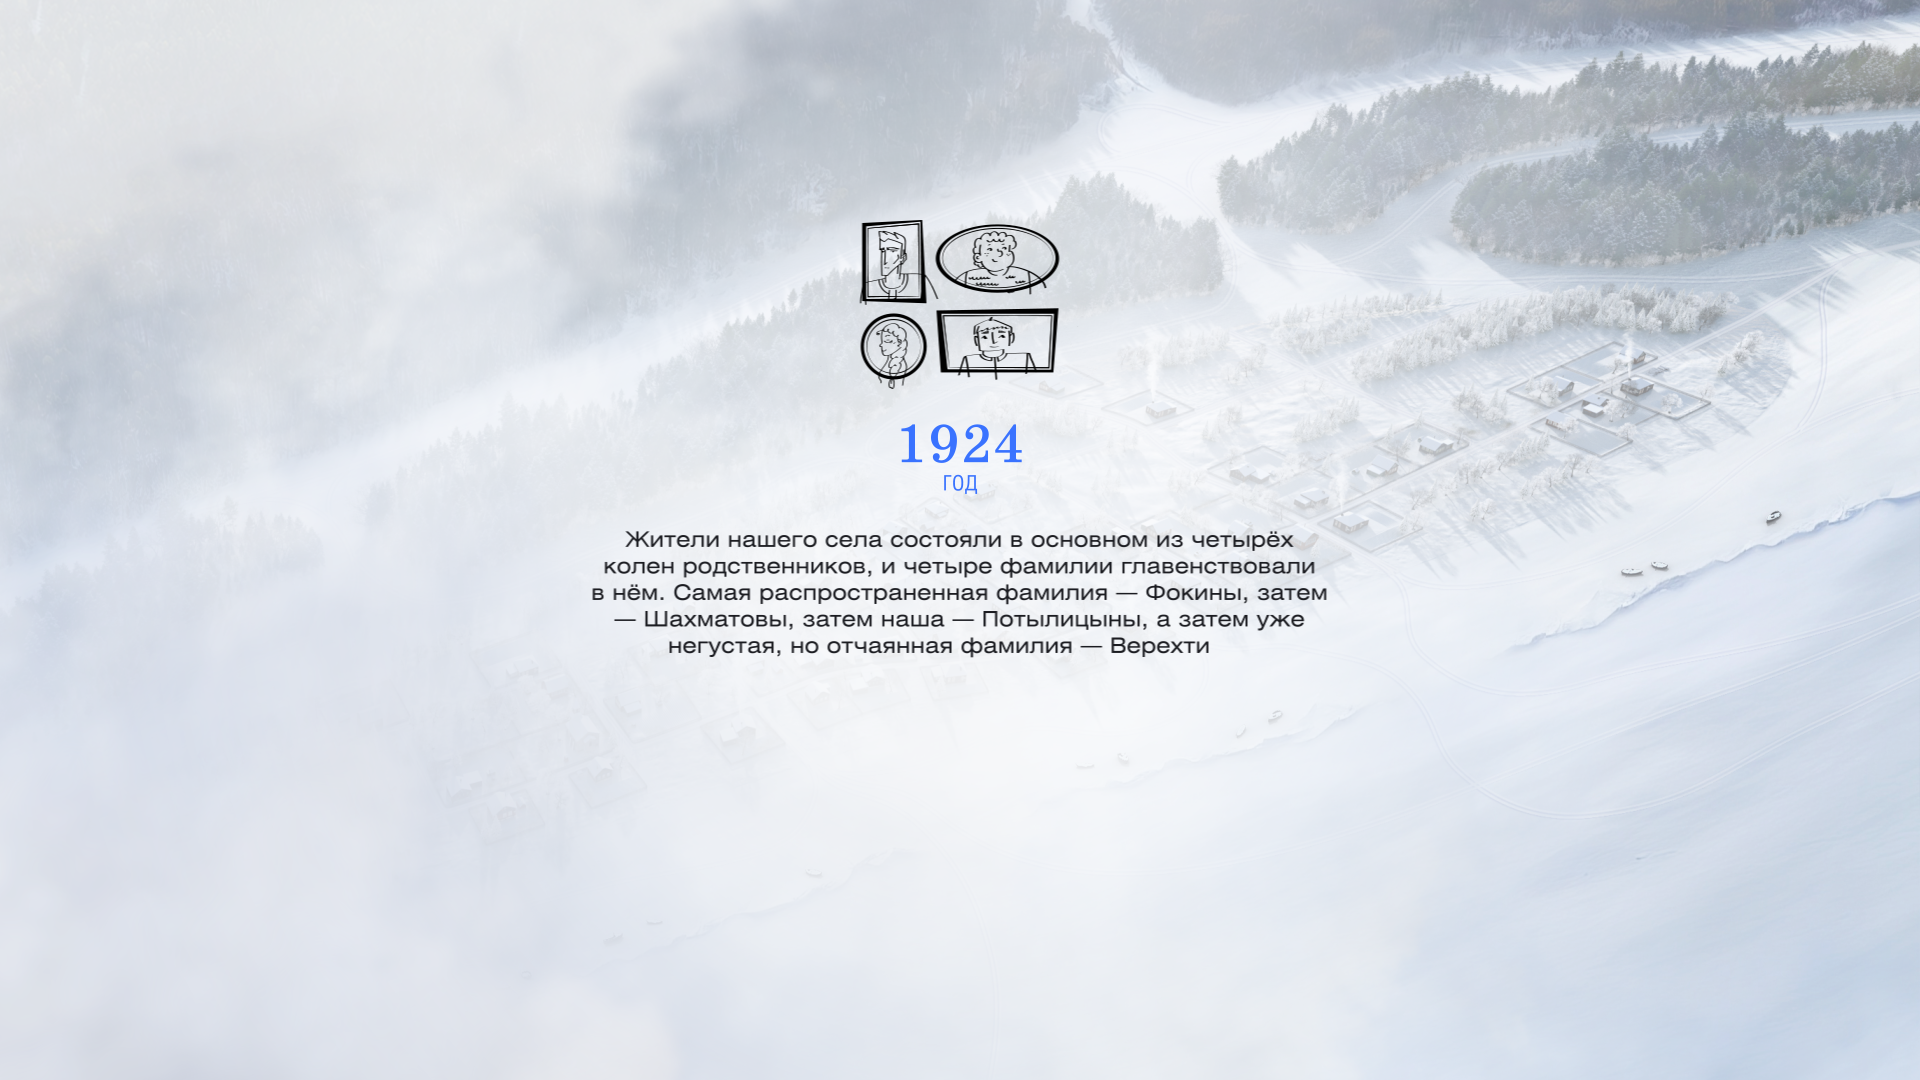 1924
ГОД
Жители нашего села состояли в основном из четырёх
колен родственников, и четыре фамилии главенствовали
в нём. Самая распространенная фамилия — Фокины, затем
— Шахматовы, затем наша — Потылицыны, а затем уже
негустая, но отчаянная фамилия — Верехти